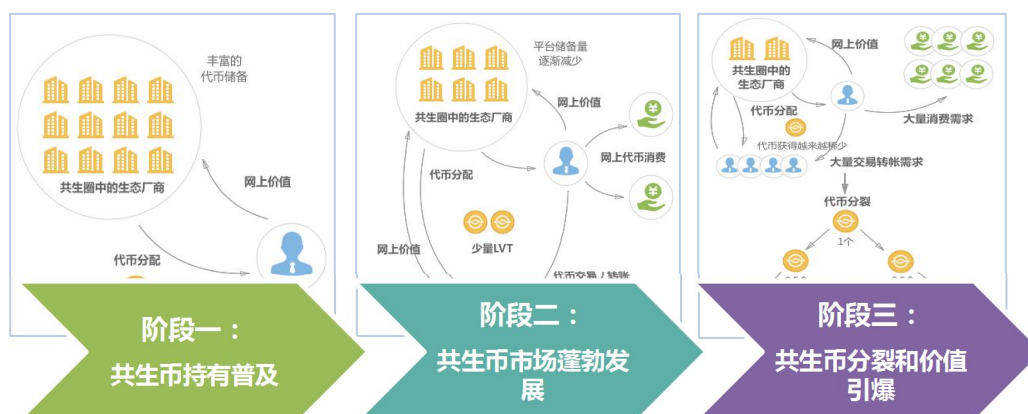 丰富的
代币储备
共生圈中的生态厂商
网上价值
代币分配
阶段一：
共生币持有普及
平台储备量
逐渐减少
共生圈中的生态厂商
网上价值
代币分配
网上代币消费
网上价值
少量LVT
代币交易/转账
阶段二：
共生币市场蓬勃发
展
网上价值
共生圈中的
生态厂商
代币分配
大量消费需求
代币获得越来越稀少
大量交易转帐需求
代币分裂
1个
阶段三：
共生币分裂和价值
引爆